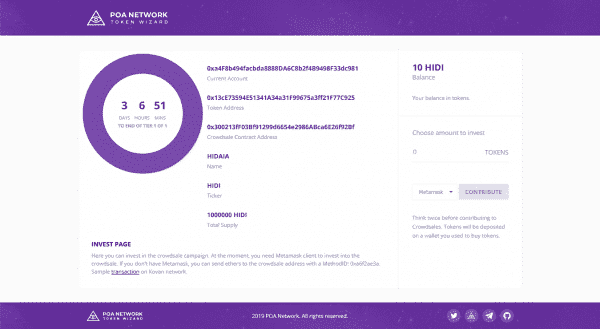 POA NETWORK
TOKEN WIZARD
3 6 51
DAYS HOURS MINS
TO END OF TIER 1 OF 1
Current Account
Token Address
Crowdsale Contract Address
HIDAIA
Name
HIDI
Ticker
1000000 HIDI
Total Supply
10 HIDI
Balance
Your balance in tokens.
Choose amount to invest
0 TOKENS
Metamask CONTRIBUTE
Think twice before contributing to
Crowdsales. Tokens will be deposited
on a wallet you used to buy tokens.
INVEST PAGE
Here you can invest in the crowdsale campaign. At the moment, you need Metamask client to invest into the
crowdsale. If you don't have Metamask, you can send ethers to the crowdsale address with a MethodID:
Sample transaction on Kovan network.
POA NETWORK
TOKEN WIZARD
2019 POA Network. All rights reserved.